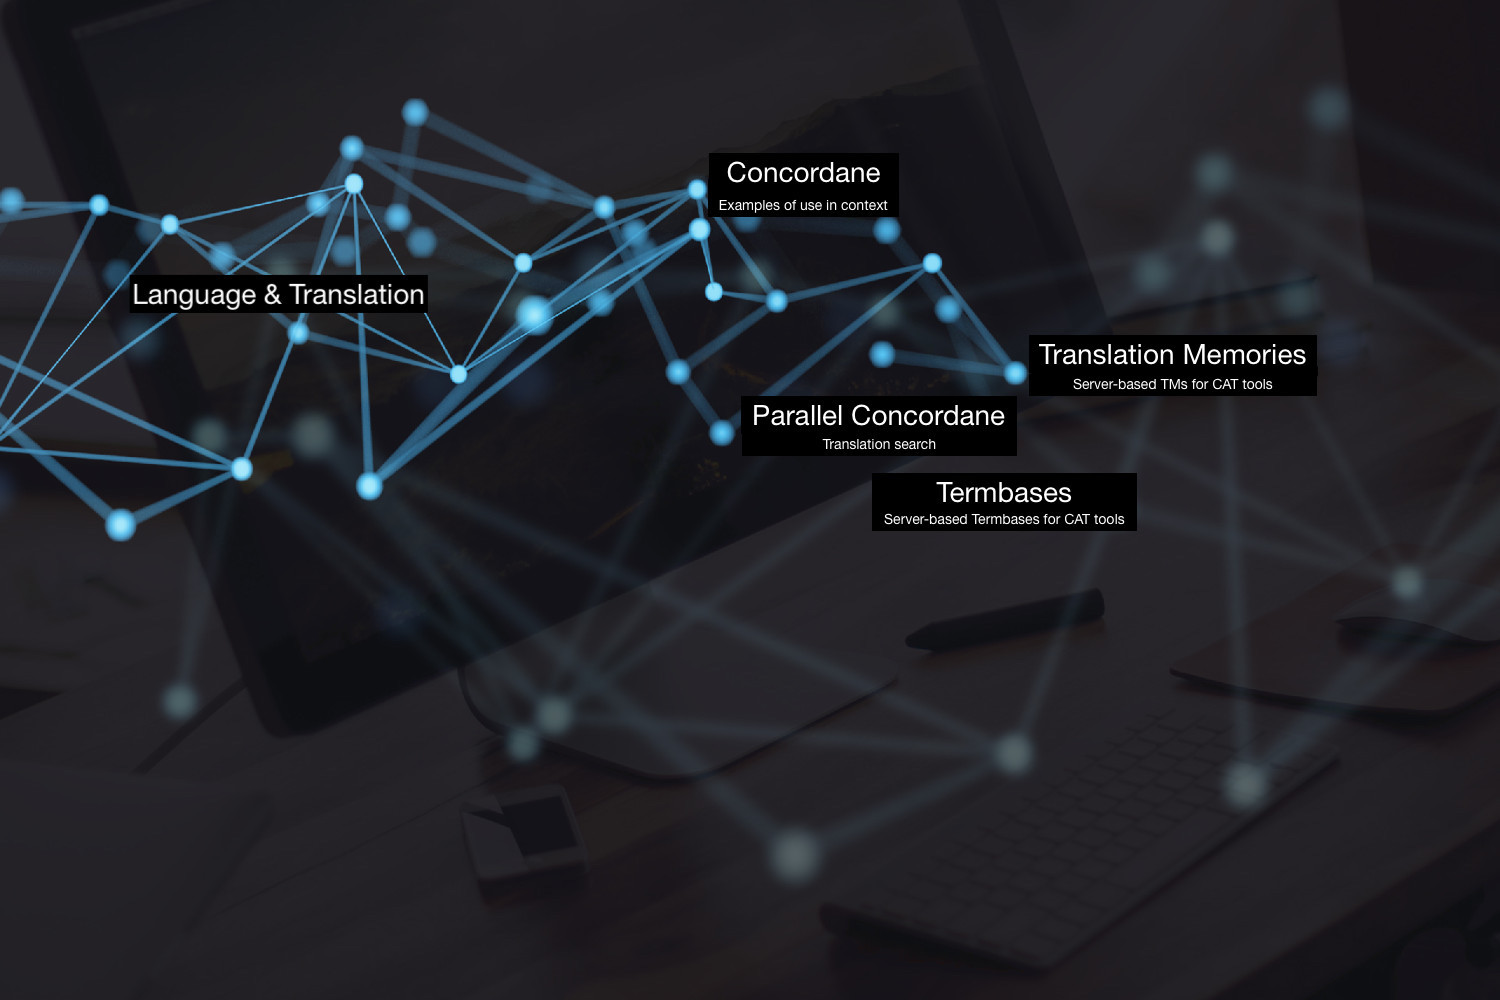 Concordane
Examples of use in context
Language & Translation
Translation Memories
Server-based TMs for CAT tools
Parallel Concordane
Translation search
Termbases
Server-based Termbases for CAT tools